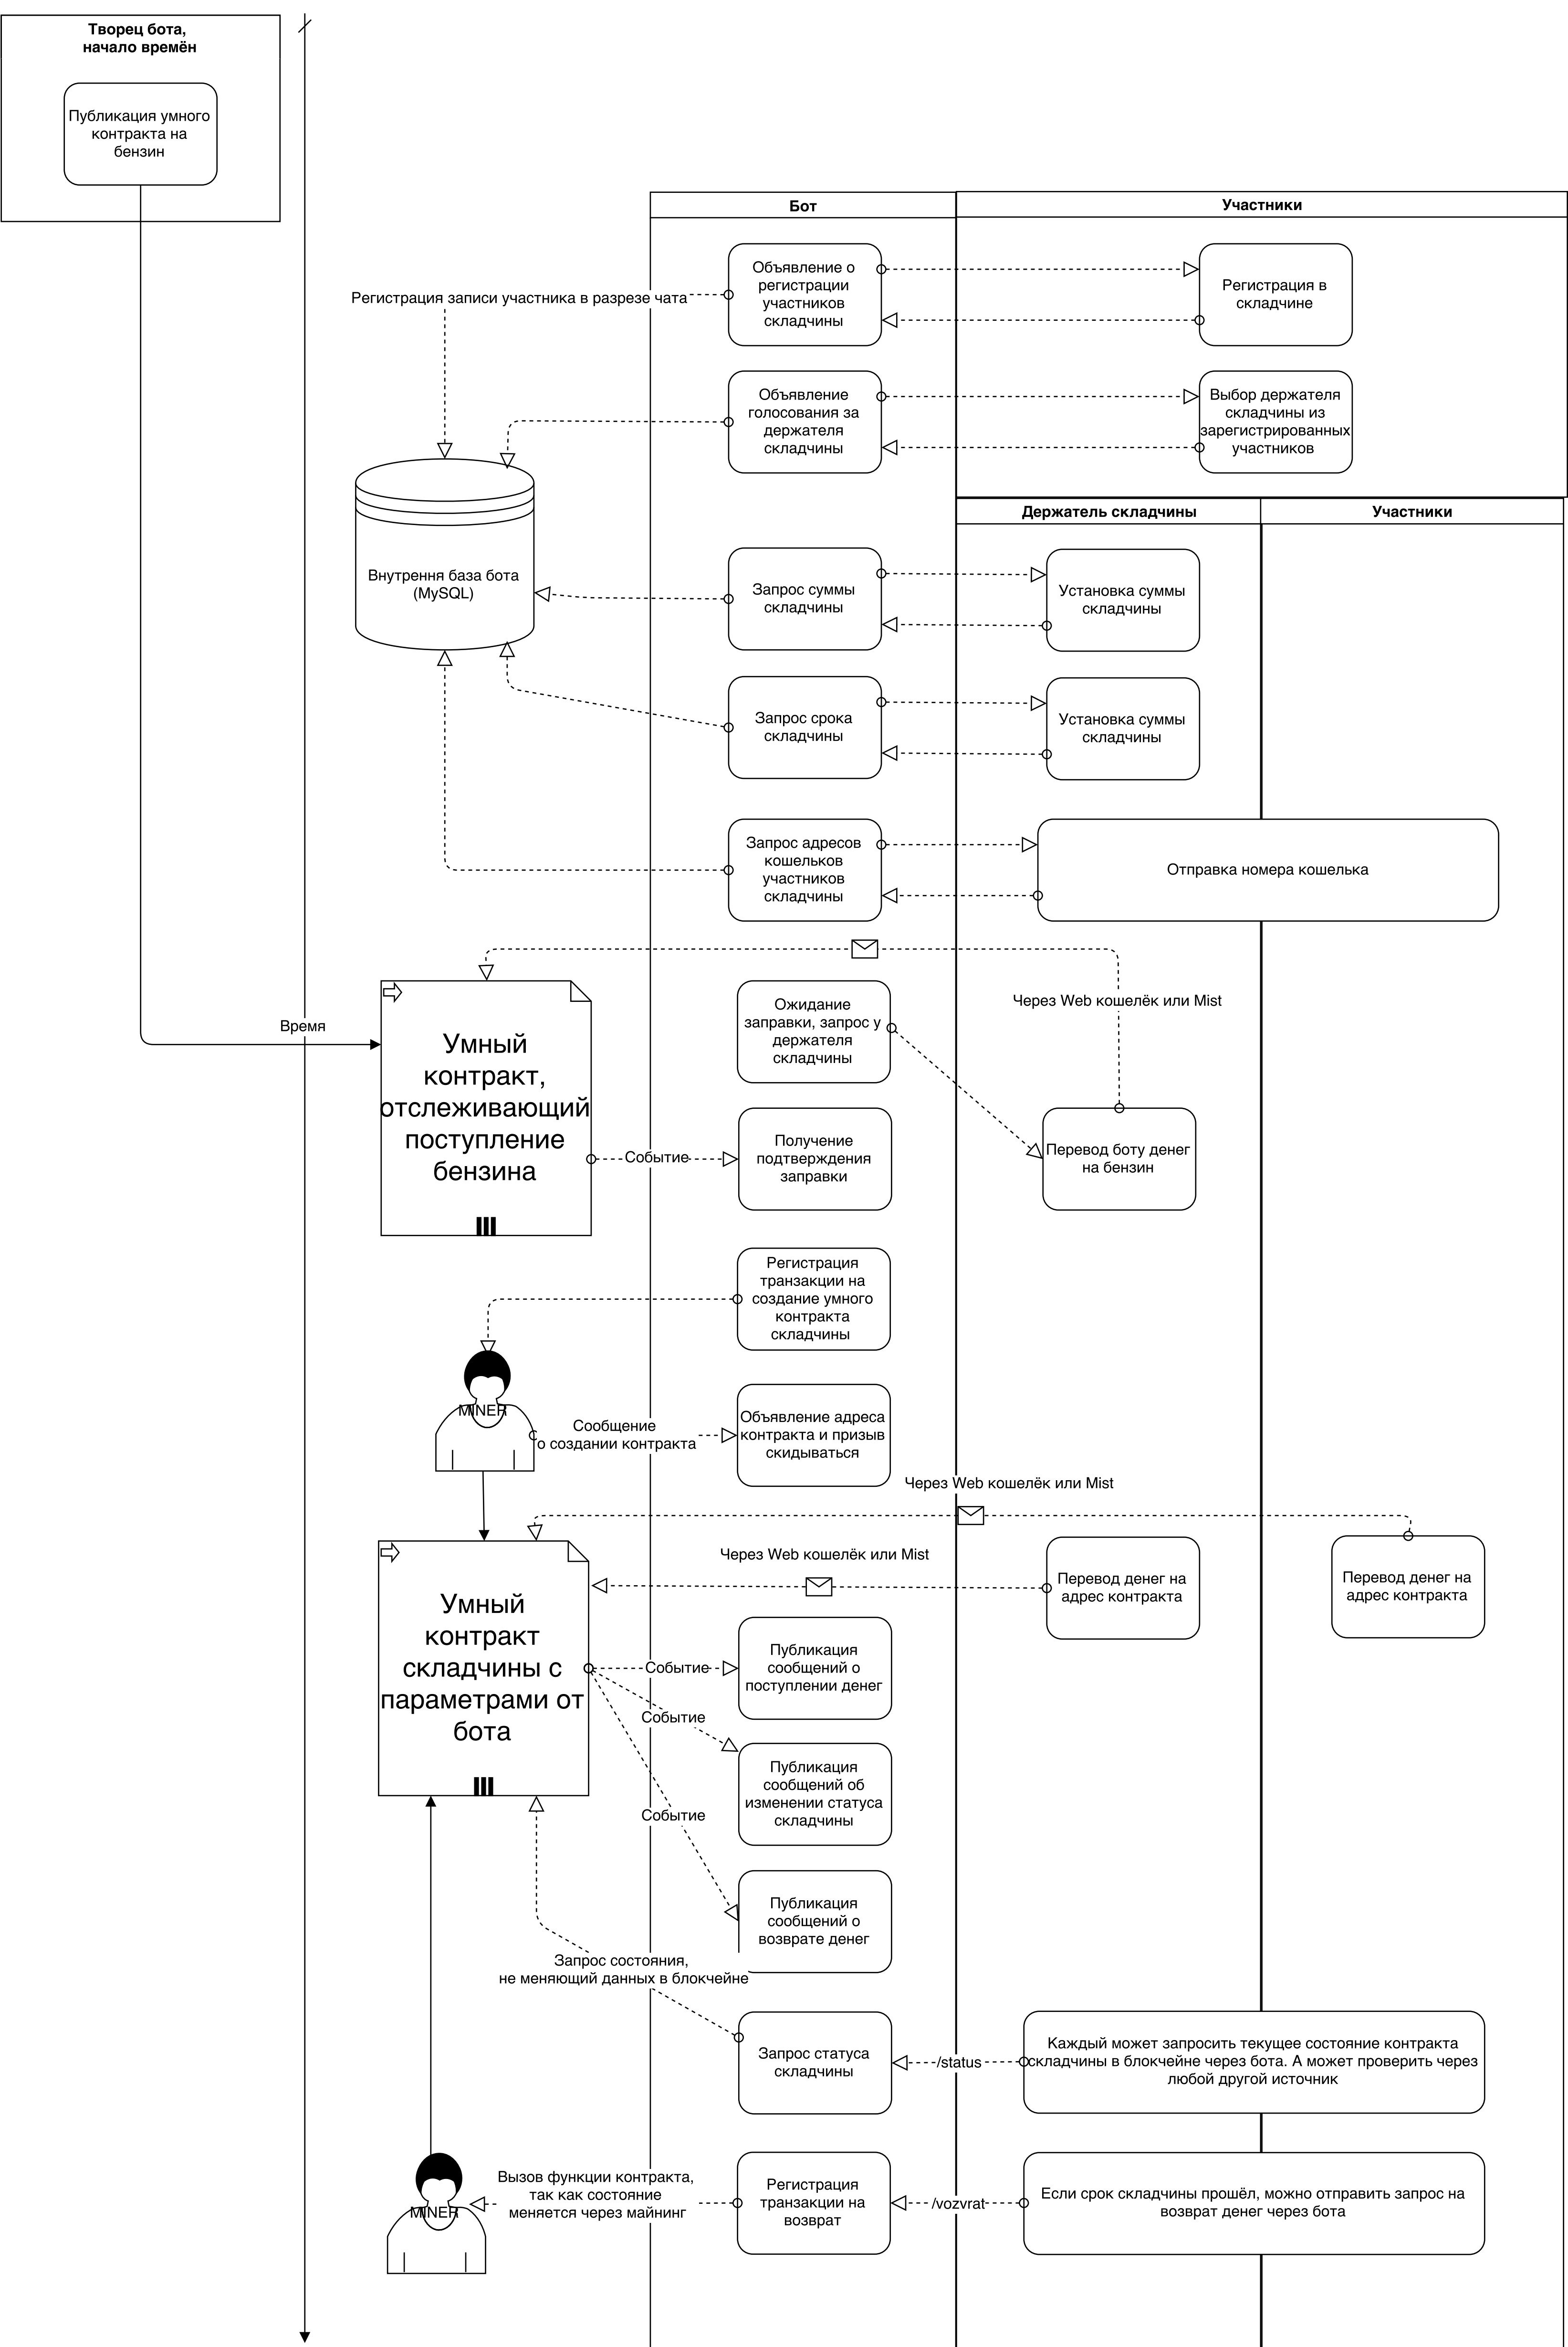 Творец бота,
начало времён
Публикация умного
контракта на
бензин
Бот
Участники
Объявление о
регистрации
участников
складчины
Регистрация в
складчине
Регистрация записи участника в разрезе чата
Объявление
голосования за
держателя
складчины
Выбор держателя
складчины из
зарегистрированных
участников
Держатель складчины
Участники
Внутрення база бота
(MySQL)
Запрос суммы
складчины
Установка суммы
складчины
Запрос срока
складчины
Установка суммы
складчины
Запрос адресов
кошельков
участников
складчины
Отправка номера кошелька
Время
Умный
контракт,
отслеживающий
поступление
бензина
Ожидание
заправки, запрос у
держателя
складчины
Через Web кошелёк или Mist
Событие
Получение
подтверждения
заправки
Перевод боту денег
на бензин
Регистрация
транзакции на
создание умного
контракта
складчины
MINER
Сообщение
о создании контракта
Объявление адреса
контракта и призыв
скидываться
Через Web кошелёк или Mist
Через Web кошелёк или Mist
Перевод денег на
адрес контракта
Перевод денег на
адрес контракта
Умный
контракт
складчины с
параметрами от
бота
Событие
Публикация
сообщений о
поступлении денег
Событие
Публикация
сообщений об
изменении статуса
складчины
Событие
Публикация
сообщений о
возврате денег
Запрос состояния,
не меняющий данных в блокчейне
Запрос статуса
складчины
/status
Каждый может запросить текущее состояние контракта
складчины в блокчейне через бота. А может проверить через
любой другой источник
MINER
Вызов функции контракта,
так как состояние
меняется через майнинг
Регистрация
транзакции на
возврат
/vozvrat
Если срок складчины прошёл, можно отправить запрос на
возврат денег через бота